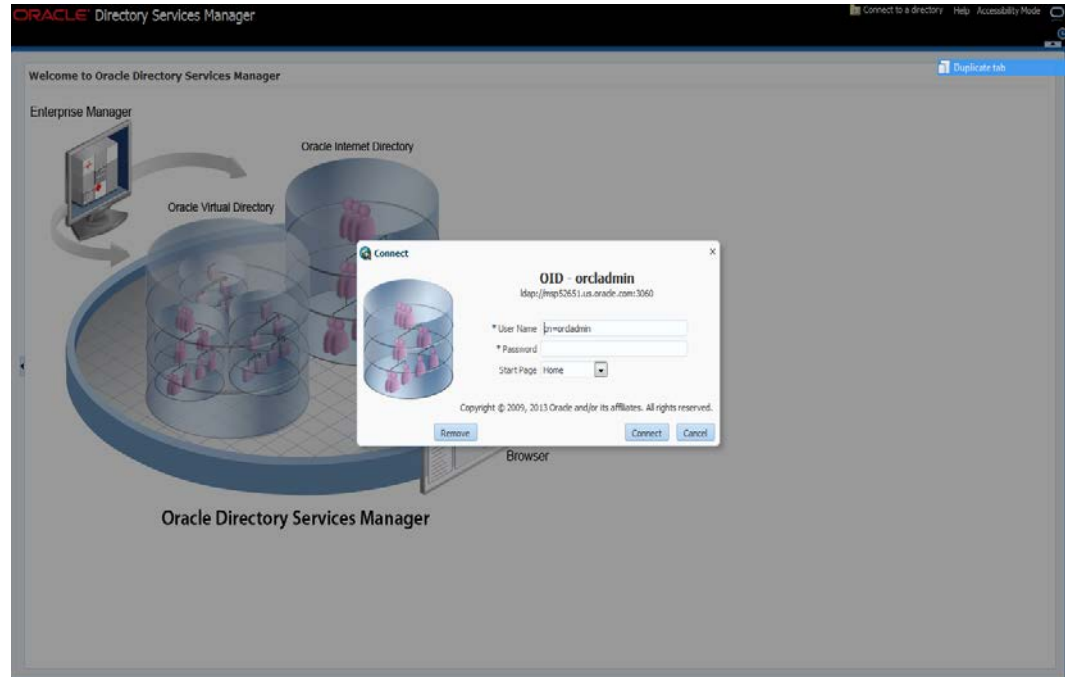 ORACLE Directory Services Manager
Connect to a directory Help Accessibility Mode
Duplicate tab
Welcome to Oracle Directory Services Manager
Enterprise Manager
Oracle Internet Directory
Oracle Virtual Directory
Connect x
OID - orcladmin
ldap://msp52651.us.oracle.com:3060
* User Name cn=orcladmin
* Password
Start Page Home
Copyright © 2009, 2013 Oracle and/or its affiliates. All rights reserved.
Remove Connect Cancel
Browser
Oracle Directory Services Manager